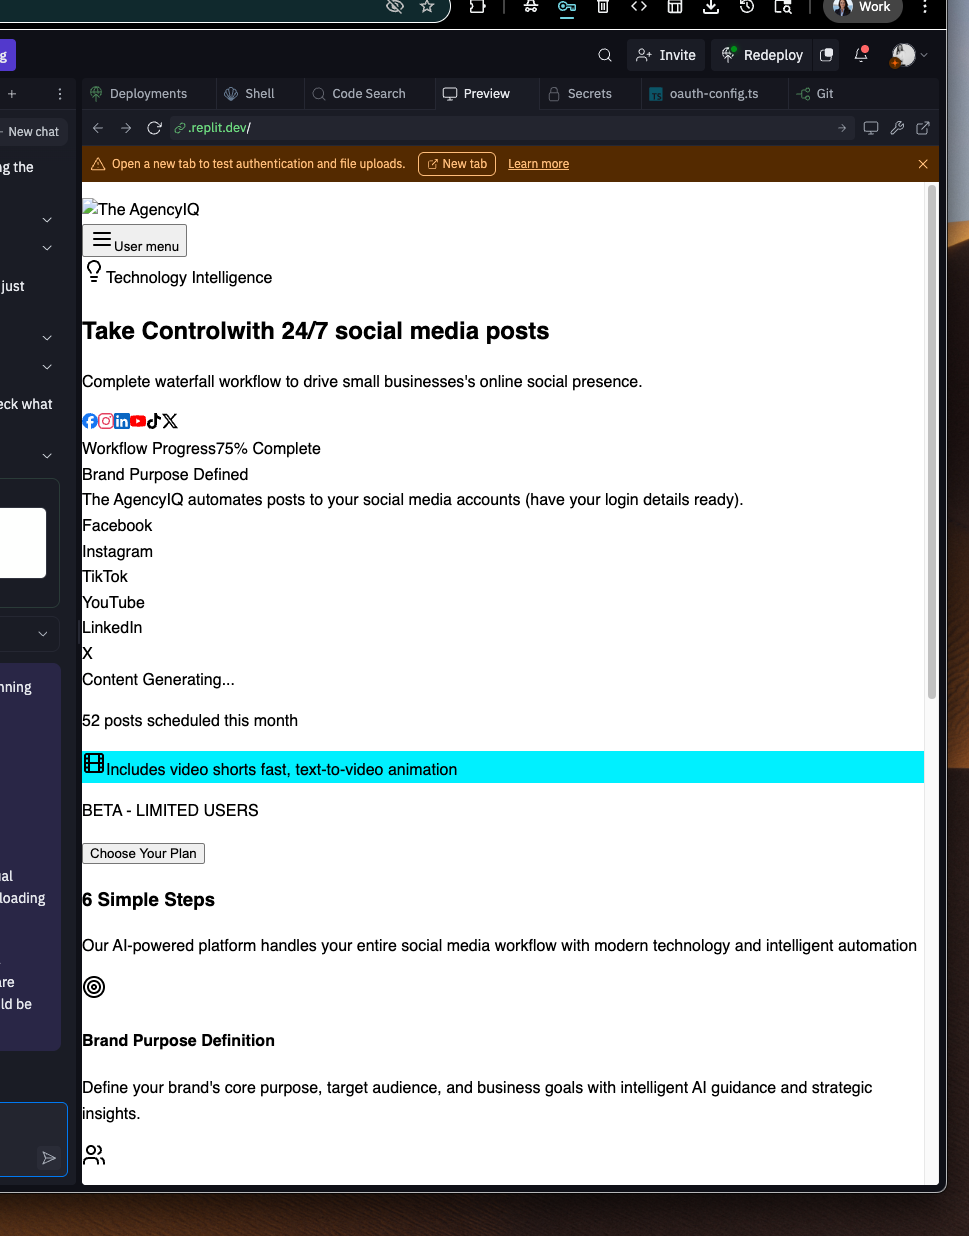 Work
g
Invite
Redeploy
Deployments
Shell
Code Search
Preview
Secrets
oauth-config.ts
Git
New chat
.replit.dev/
Open a new tab to test authentication and file uploads.
New tab
Learn more
ng the
just
eck what
nning
al
loading
are
ld be
The AgencyIQ
User menu
Technology Intelligence
Take Controlwith 24/7 social media posts
Complete waterfall workflow to drive small businesses's online social presence.
Workflow Progress75% Complete
Brand Purpose Defined
The AgencyIQ automates posts to your social media accounts (have your login details ready).
Facebook
Instagram
TikTok
YouTube
LinkedIn
X
Content Generating...
52 posts scheduled this month
Includes video shorts fast, text-to-video animation
BETA - LIMITED USERS
Choose Your Plan
6 Simple Steps
Our AI-powered platform handles your entire social media workflow with modern technology and intelligent automation
Brand Purpose Definition
Define your brand's core purpose, target audience, and business goals with intelligent AI guidance and strategic
insights.